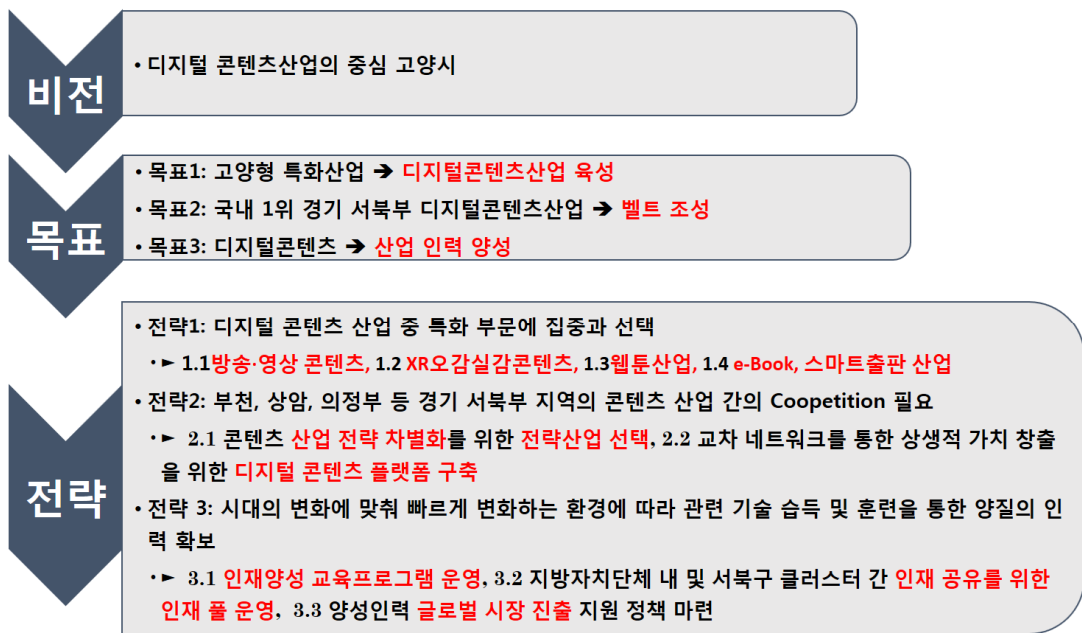 비전
• 디지털 콘텐츠산업의 중심 고양시
목표
• 목표1: 고양형 특화산업 ➔ 디지털콘텐츠산업 육성
• 목표2: 국내 1위 경기 서북부 디지털콘텐츠산업 ➔ 벨트 조성
• 목표3: 디지털콘텐츠 ➔ 산업 인력 양성
전략
• 전략1: 디지털 콘텐츠 산업 중 특화 부문에 집중과 선택
• ► 1.1방송·영상 콘텐츠, 1.2 XR오감실감콘텐츠, 1.3웹툰산업, 1.4 e-Book, 스마트출판 산업
• 전략2: 부천, 상암, 의정부 등 경기 서북부 지역의 콘텐츠 산업 간의 Coopetition 필요
• ► 2.1 콘텐츠 산업 전략 차별화를 위한 전략산업 선택, 2.2 교차 네트워크를 통한 상생적 가치 창출
을 위한 디지털 콘텐츠 플랫폼 구축
• 전략 3: 시대의 변화에 맞춰 빠르게 변화하는 환경에 따라 관련 기술 습득 및 훈련을 통한 양질의 인
력 확보
• ► 3.1 인재양성 교육프로그램 운영, 3.2 지방자치단체 내 및 서북구 클러스터 간 인재 공유를 위한
인재 풀 운영, 3.3 양성인력 글로벌 시장 진출 지원 정책 마련